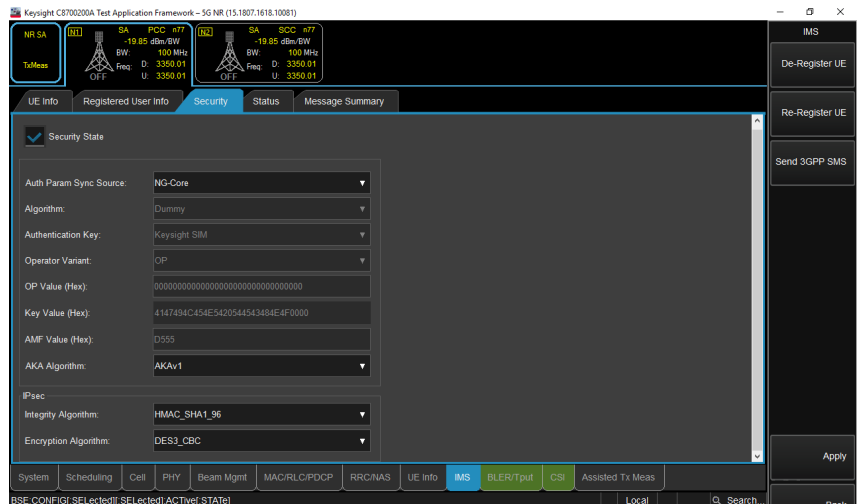 Keysight C8700200A Test Application Framework – 5G NR (15.1807.1618.10081)
NR SA
TxMeas
N1 SA PCC n77
-19.85 dBm/BW
BW: 100 MHz
Freq: D: 3350.01
OFF U: 3350.01
N2 SA SCC n77
-19.85 dBm/BW
BW: 100 MHz
Freq: D: 3350.01
OFF U: 3350.01
IMS
De-Register UE
Re-Register UE
Send 3GPP SMS
Apply
UE Info Registered User Info Security Status Message Summary
Security State
Auth Param Sync Source: NG-Core
Algorithm: Dummy
Authentication Key: Keysight SIM
Operator Variant: OP
OP Value (Hex): 00000000000000000000000000000000
Key Value (Hex): 4147494C454E5420544543484E4F0000
AMF Value (Hex): D555
AKA Algorithm: AKAv1
IPsec
Integrity Algorithm: HMAC_SHA1_96
Encryption Algorithm: DES3_CBC
System Scheduling Cell PHY Beam Mgmt MAC/RLC/PDCP RRC/NAS UE Info IMS BLER/Tput CSI Assisted Tx Meas
BSE:CONFIG[:SELected][:SELected]:ACTive[:STATe] Local Search...